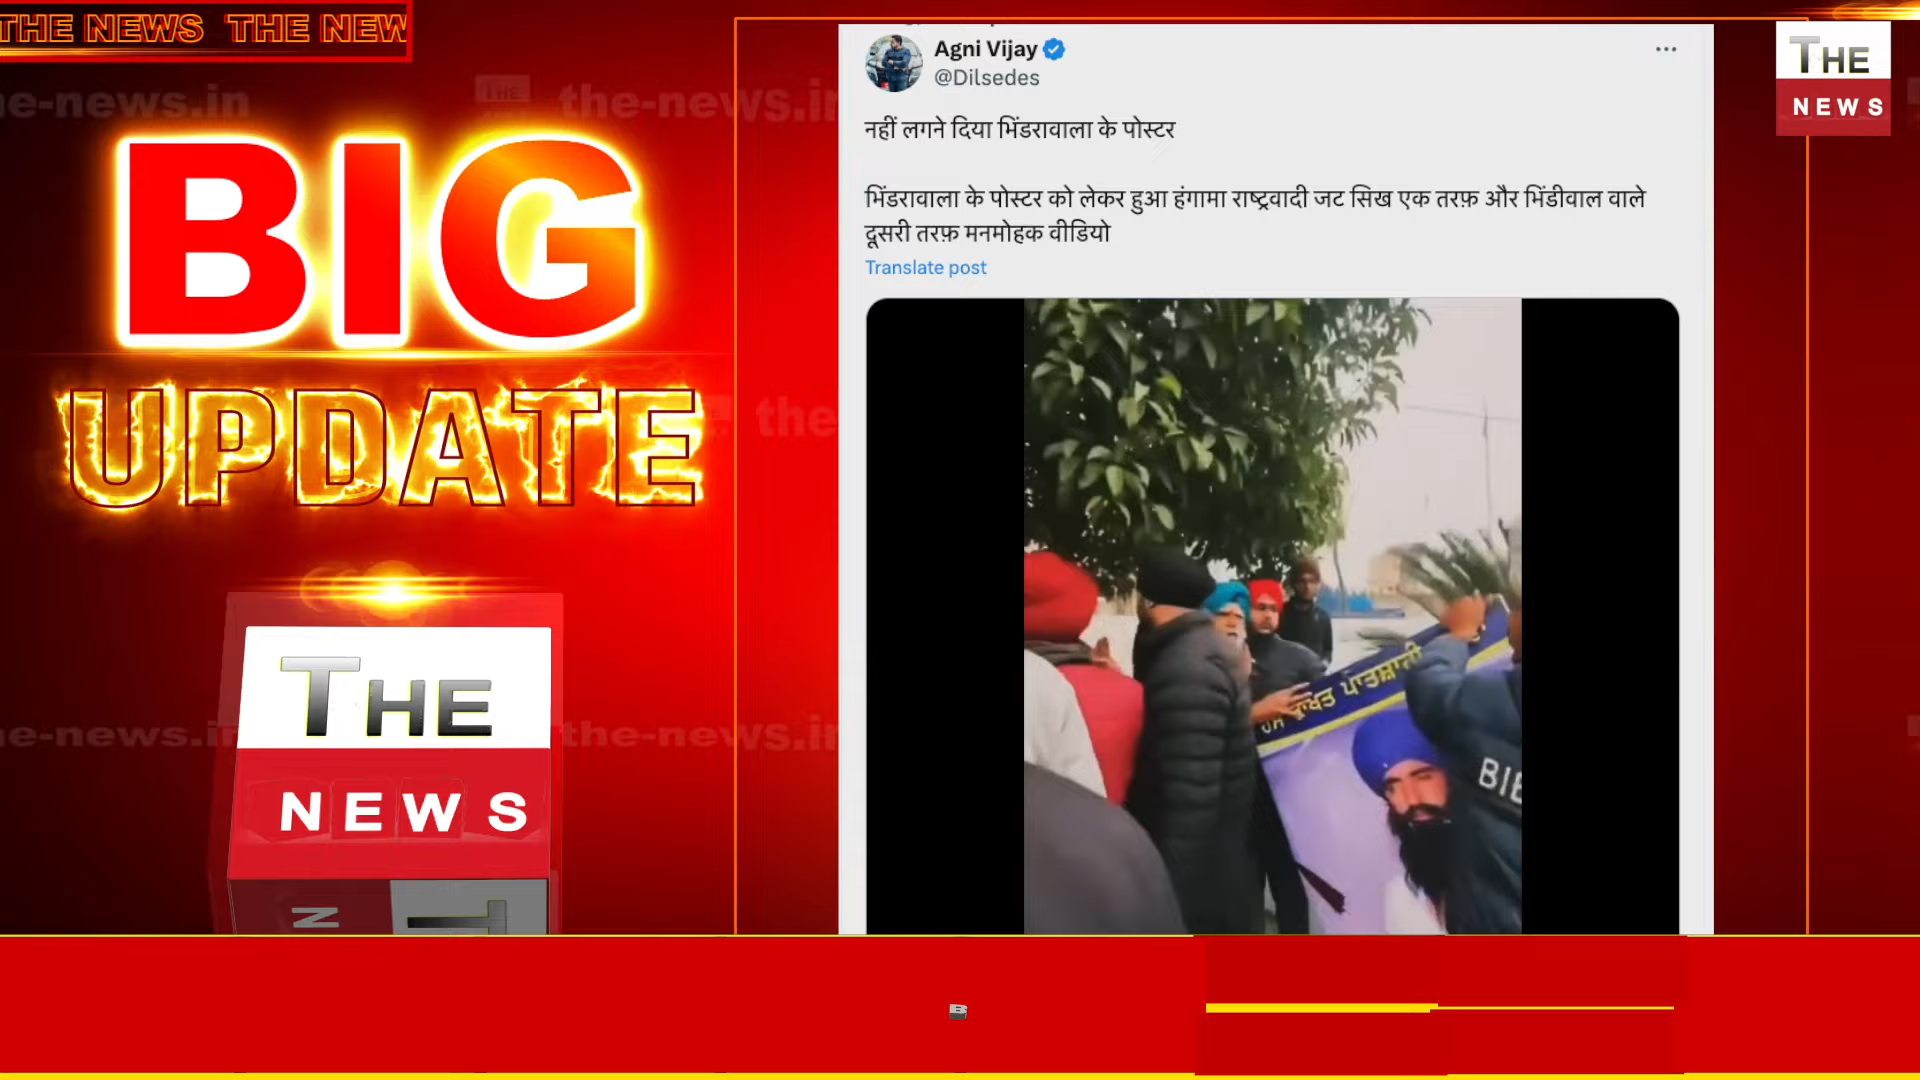 THE NEWS THE NEW
BIG
UPDATE
THE
NEWS
Agni Vijay
@Dilsedes
नहीं लगने दिया भिंडरावाला के पोस्टर
भिंडरावाला के पोस्टर को लेकर हुआ हंगामा राष्ट्रवादी जट सिख एक तरफ़ और भिंडीवाल वाले
दूसरी तरफ़ मनमोहक वीडियो
Translate post
ਪਾਤਸ਼ਾਹੀ
THE
NEWS
the-news.in
the-news.in